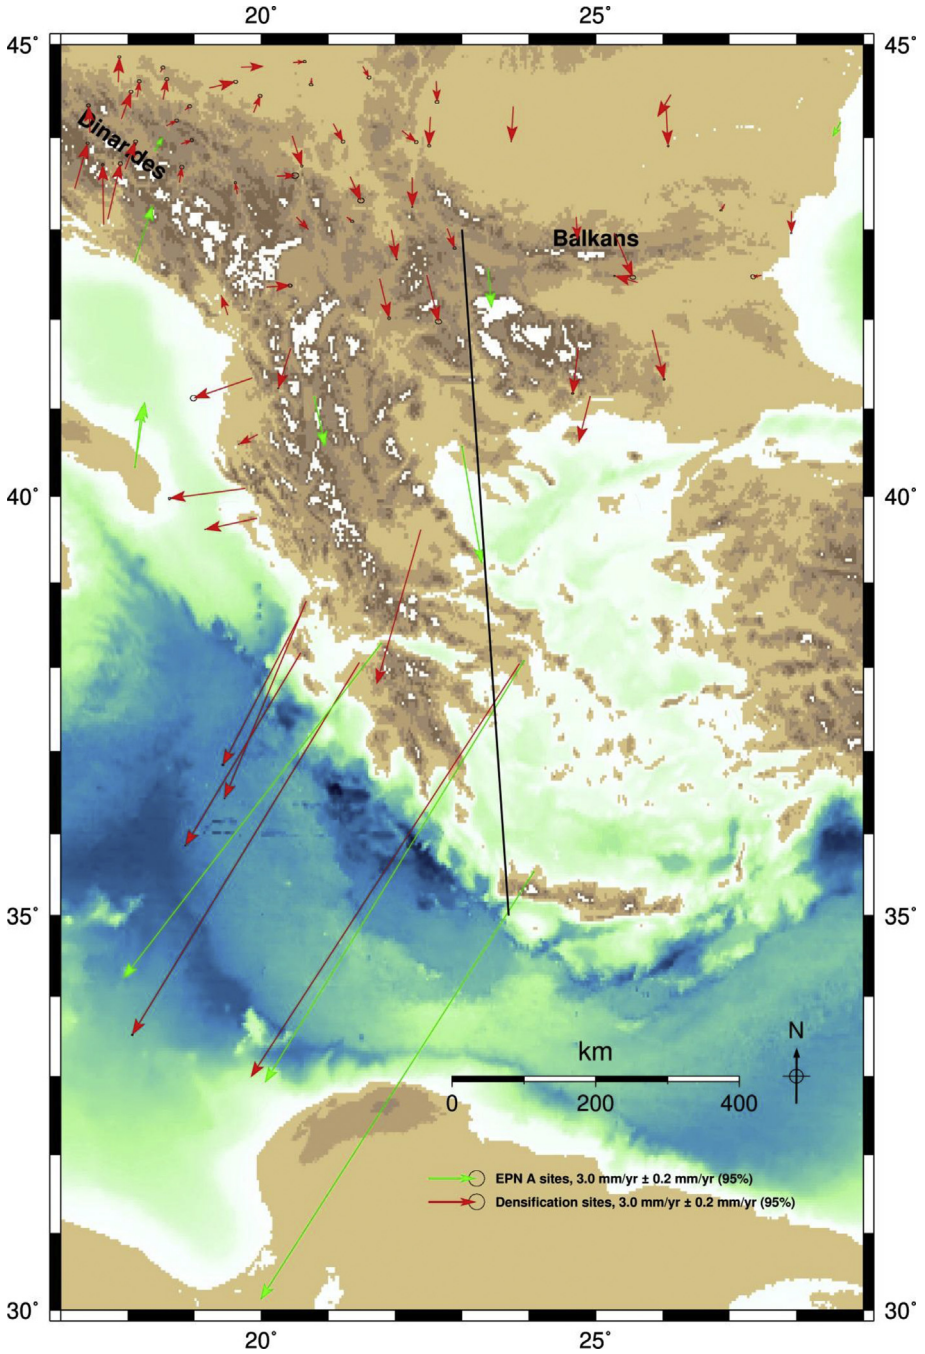 20° 25°
45° 45°
Dinarides
Balkans
40° 40°
35° 35°
N
km
0 200 400
EPN A sites, 3.0 mm/yr ± 0.2 mm/yr (95%)
Densification sites, 3.0 mm/yr ± 0.2 mm/yr (95%)
30° 30°
20° 25°